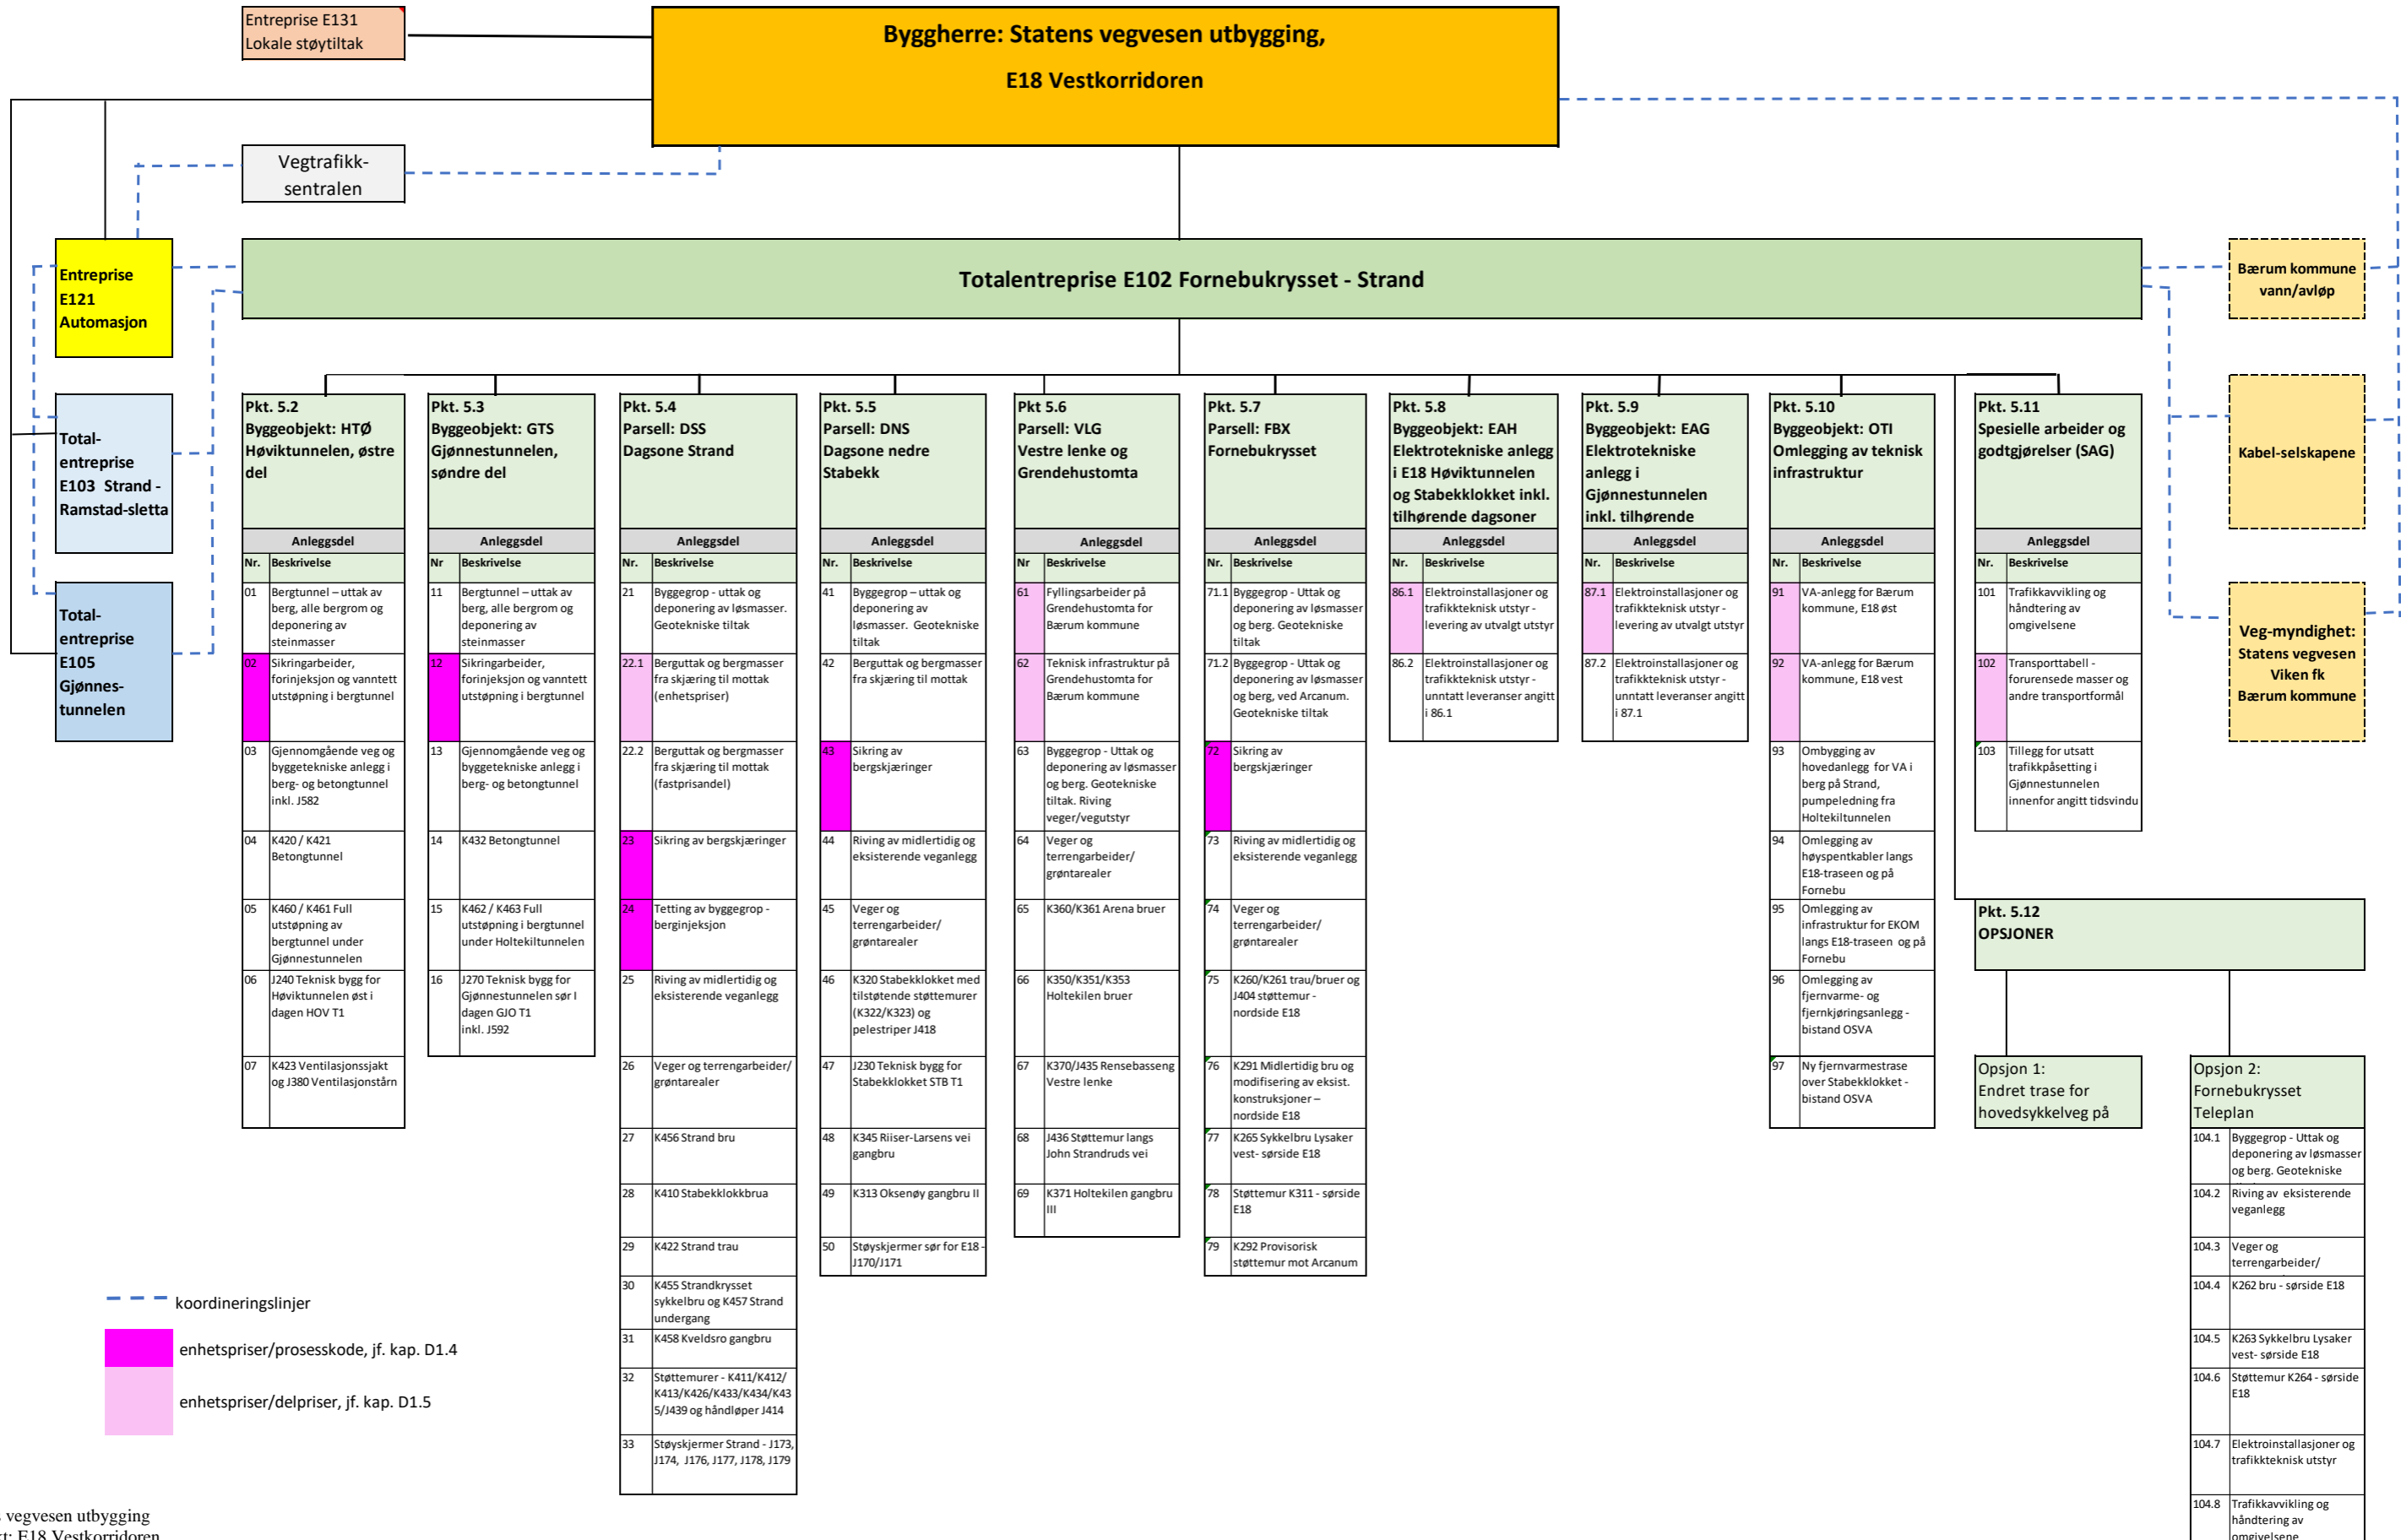 Entreprise E131
Lokale støytiltak
Byggherre: Statens vegvesen utbygging,
E18 Vestkorridoren
Vegtrafikk-
sentralen
Entreprise
E121
Automasjon
Totalentreprise E102 Fornebukrysset - Strand
Bærum kommune
vann/avløp
Total-
entreprise
E103 Strand -
Ramstad-sletta
Kabel-selskapene
Total-
entreprise
E105
Gjønnes-
tunnelen
Veg-myndighet:
Statens vegvesen
Viken fk
Bærum kommune
Pkt. 5.2
Byggeobjekt: HTØ
Høviktunnelen, østre
del
Anleggsdel
Nr. Beskrivelse
01 Bergtunnel – uttak av
berg, alle bergrom og
deponering av
steinmasser
02 Sikringarbeider,
forinjeksjon og vanntett
utstøpning i bergtunnel
03 Gjennomgående veg og
byggetekniske anlegg i
berg- og betongtunnel
inkl. J582
04 K420 / K421
Betongtunnel
05 K460 / K461 Full
utstøpning av
bergtunnel under
Gjønnestunnelen
06 J240 Teknisk bygg for
Høviktunnelen øst i
dagen HOV T1
07 K423 Ventilasjonssjakt
og J380 Ventilasjonstårn
Pkt. 5.3
Byggeobjekt: GTS
Gjønnestunnelen,
søndre del
Anleggsdel
Nr Beskrivelse
11 Bergtunnel – uttak av
berg, alle bergrom og
deponering av
steinmasser
12 Sikringarbeider,
forinjeksjon og vanntett
utstøpning i bergtunnel
13 Gjennomgående veg og
byggetekniske anlegg i
berg- og betongtunnel
14 K432 Betongtunnel
15 K462 / K463 Full
utstøpning i bergtunnel
under Holtekiltunnelen
16 J270 Teknisk bygg for
Gjønnestunnelen sør I
dagen GJO T1
inkl. J592
Pkt. 5.4
Parsell: DSS
Dagsone Strand
Anleggsdel
Nr. Beskrivelse
21 Byggegrop - uttak og
deponering av løsmasser.
Geotekniske tiltak
22.1 Berguttak og bergmasser
fra skjæring til mottak
(enhetspriser)
22.2 Berguttak og bergmasser
fra skjæring til mottak
(fastprisandel)
23 Sikring av bergskjæringer
24 Tetting av byggegrop -
berginjeksjon
25 Riving av midlertidig og
eksisterende veganlegg
26 Veger og terrengarbeider/
grøntarealer
27 K456 Strand bru
28 K410 Stabekklokkbrua
29 K422 Strand trau
30 K455 Strandkrysset
sykkelbru og K457 Strand
undergang
31 K458 Kveldsro gangbru
32 Støttemurer - K411/K412/
K413/K426/K433/K434/K43
5/J439 og håndløper J414
33 Støyskjermer Strand - J173,
J174, J176, J177, J178, J179
Pkt. 5.5
Parsell: DNS
Dagsone nedre
Stabekk
Anleggsdel
Nr. Beskrivelse
41 Byggegrop – uttak og
deponering av
løsmasser. Geotekniske
tiltak
42 Berguttak og bergmasser
fra skjæring til mottak
43 Sikring av
bergskjæringer
44 Riving av midlertidig og
eksisterende veganlegg
45 Veger og
terrengarbeider/
grøntarealer
46 K320 Stabekklokket med
tilstøtende støttemurer
(K322/K323) og
pelestriper J418
47 J230 Teknisk bygg for
Stabekklokket STB T1
48 K345 Riiser-Larsens vei
gangbru
49 K313 Oksenøy gangbru II
50 Støyskjermer sør for E18 -
J170/J171
Pkt 5.6
Parsell: VLG
Vestre lenke og
Grendehustomta
Anleggsdel
Nr Beskrivelse
61 Fyllingsarbeider på
Grendehustomta for
Bærum kommune
62 Teknisk infrastruktur på
Grendehustomta for
Bærum kommune
63 Byggegrop - Uttak og
deponering av løsmasser
og berg. Geotekniske
tiltak. Riving
veger/vegutstyr
64 Veger og
terrengarbeider/
grøntarealer
65 K360/K361 Arena bruer
66 K350/K351/K353
Holtekilen bruer
67 K370/J435 Rensebasseng
Vestre lenke
68 J436 Støttemur langs
John Strandruds vei
69 K371 Holtekilen gangbru
III
Pkt. 5.7
Parsell: FBX
Fornebukrysset
Anleggsdel
Nr. Beskrivelse
71.1 Byggegrop - Uttak og
deponering av løsmasser
og berg. Geotekniske
tiltak
71.2 Byggegrop - Uttak og
deponering av løsmasser
og berg, ved Arcanum.
Geotekniske tiltak
72 Sikring av
bergskjæringer
73 Riving av midlertidig og
eksisterende veganlegg
74 Veger og
terrengarbeider/
grøntarealer
75 K260/K261 trau/bruer og
J404 støttemur -
nordside E18
76 K291 Midlertidig bru og
modifisering av eksist.
konstruksjoner –
nordside E18
77 K265 Sykkelbru Lysaker
vest- sørside E18
78 Støttemur K311 - sørside
E18
79 K292 Provisorisk
støttemur mot Arcanum
Pkt. 5.8
Byggeobjekt: EAH
Elektrotekiske anlegg
i E18 Høviktunnelen
og Stabekklokket inkl.
tilhørende dagsoner
Anleggsdel
Nr. Beskrivelse
86.1 Elektroinstallasjoner og
trafikkteknisk utstyr -
levering av utvalgt utstyr
86.2 Elektroinstallasjoner og
trafikkteknisk utstyr -
unntatt leveranser angitt
i 86.1
Pkt. 5.9
Byggeobjekt: EAG
Elektrotekiske
anlegg i
Gjønnestunnelen
inkl. tilhørende
Anleggsdel
Nr. Beskrivelse
87.1 Elektroinstallasjoner og
trafikkteknisk utstyr -
levering av utvalgt utstyr
87.2 Elektroinstallasjoner og
trafikkteknisk utstyr -
unntatt leveranser angitt
i 87.1
Pkt. 5.10
Byggeobjekt: OTI
Omlegging av teknisk
infrastruktur
Anleggsdel
Nr. Beskrivelse
91 VA-anlegg for Bærum
kommune, E18 øst
92 VA-anlegg for Bærum
kommune, E18 vest
93 Ombygging av
hovedanlegg for VA i
berg på Strand,
pumpeledning fra
Holtekiltunnelen
94 Omlegging av
høyspentkabler langs
E18-traseen og på
Fornebu
95 Omlegging av
infrastruktur for EKOM
langs E18-traseen og på
Fornebu
96 Omlegging av
fjernvarme- og
fjernkjøringsanlegg -
bistand OSVA
97 Ny fjernvarmestrase
over Stabekklokket -
bistand OSVA
Pkt. 5.11
Spesielle arbeider og
godtgjørelser (SAG)
Anleggsdel
Nr. Beskrivelse
101 Trafikkavvikling og
håndtering av
omgivelsene
102 Transporttabell -
forurensede masser og
andre transportformål
103 Tillegg for utsatt
trafikkpåsetting i
Gjønnestunnelen
innenfor angitt tidsvindu
Pkt. 5.12
OPSJONER
Opsjon 1:
Endret trase for
hovedsykkelveg på
Opsjon 2:
Fornebukrysset
Teleplan
104.1 Byggegrop - Uttak og
deponering av løsmasser
og berg. Geotekniske
104.2 Riving av eksisterende
veganlegg
104.3 Veger og
terrengarbeider/
104.4 K262 bru - sørside E18
104.5 K263 Sykkelbru Lysaker
vest- sørside E18
104.6 Støttemur K264 - sørside
E18
104.7 Elektroinstallasjoner og
trafikkteknisk utstyr
104.8 Trafikkavvikling og
håndtering av
omgivelsene
koordineringslinjer
enhetspriser/prosesskode, jf. kap. D1.4
enhetspriser/delpriser, jf. kap. D1.5
vegvesen utbygging
E18 Vestkorridoren